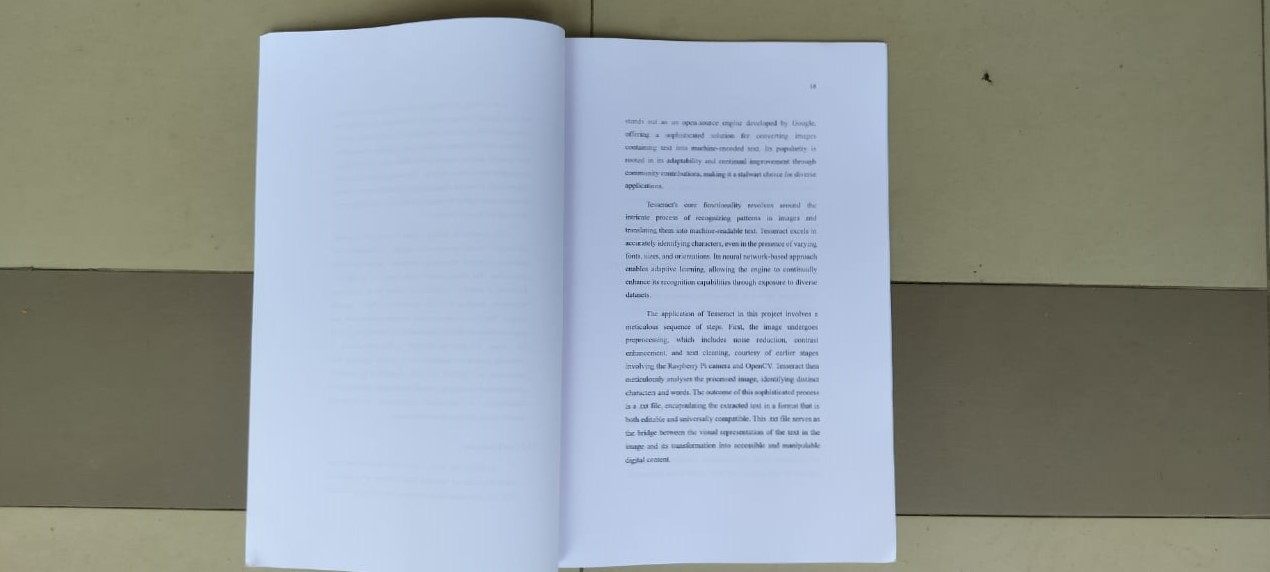 stands out as an open-source engine developed by Google,
offering a sophisticated solution for converting images
containing text into machine-encoded text. Its popularity is
rooted in its adaptability and continual improvement through
community contributions, making it a stalwart choice for diverse
applications.
Tesseract's core functionality revolves around the
intricate process of recognizing patterns in images and
translating them into machine-readable text. Tesseract excels in
accurately identifying characters, even in the presence of varying
fonts, sizes, and orientations. Its neural network-based approach
enables adaptive learning, allowing the engine to continually
enhance its recognition capabilities through exposure to diverse
datasets.
The application of Tesseract in this project involves a
meticulous sequence of steps. First, the image undergoes
preprocessing, which includes noise reduction, contrast
enhancement, and text cleaning, courtesy of earlier stages
involving the Raspberry Pi camera and OpenCV. Tesseract then
meticulously analyses the processed image, identifying distinct
characters and words. The outcome of this sophisticated process
is a .txt file, encapsulating the extracted text in a format that is
both editable and universally compatible. This .txt file serves as
the bridge between the visual representation of the text in the
image and its transformation into accessible and manipulable
digital content.